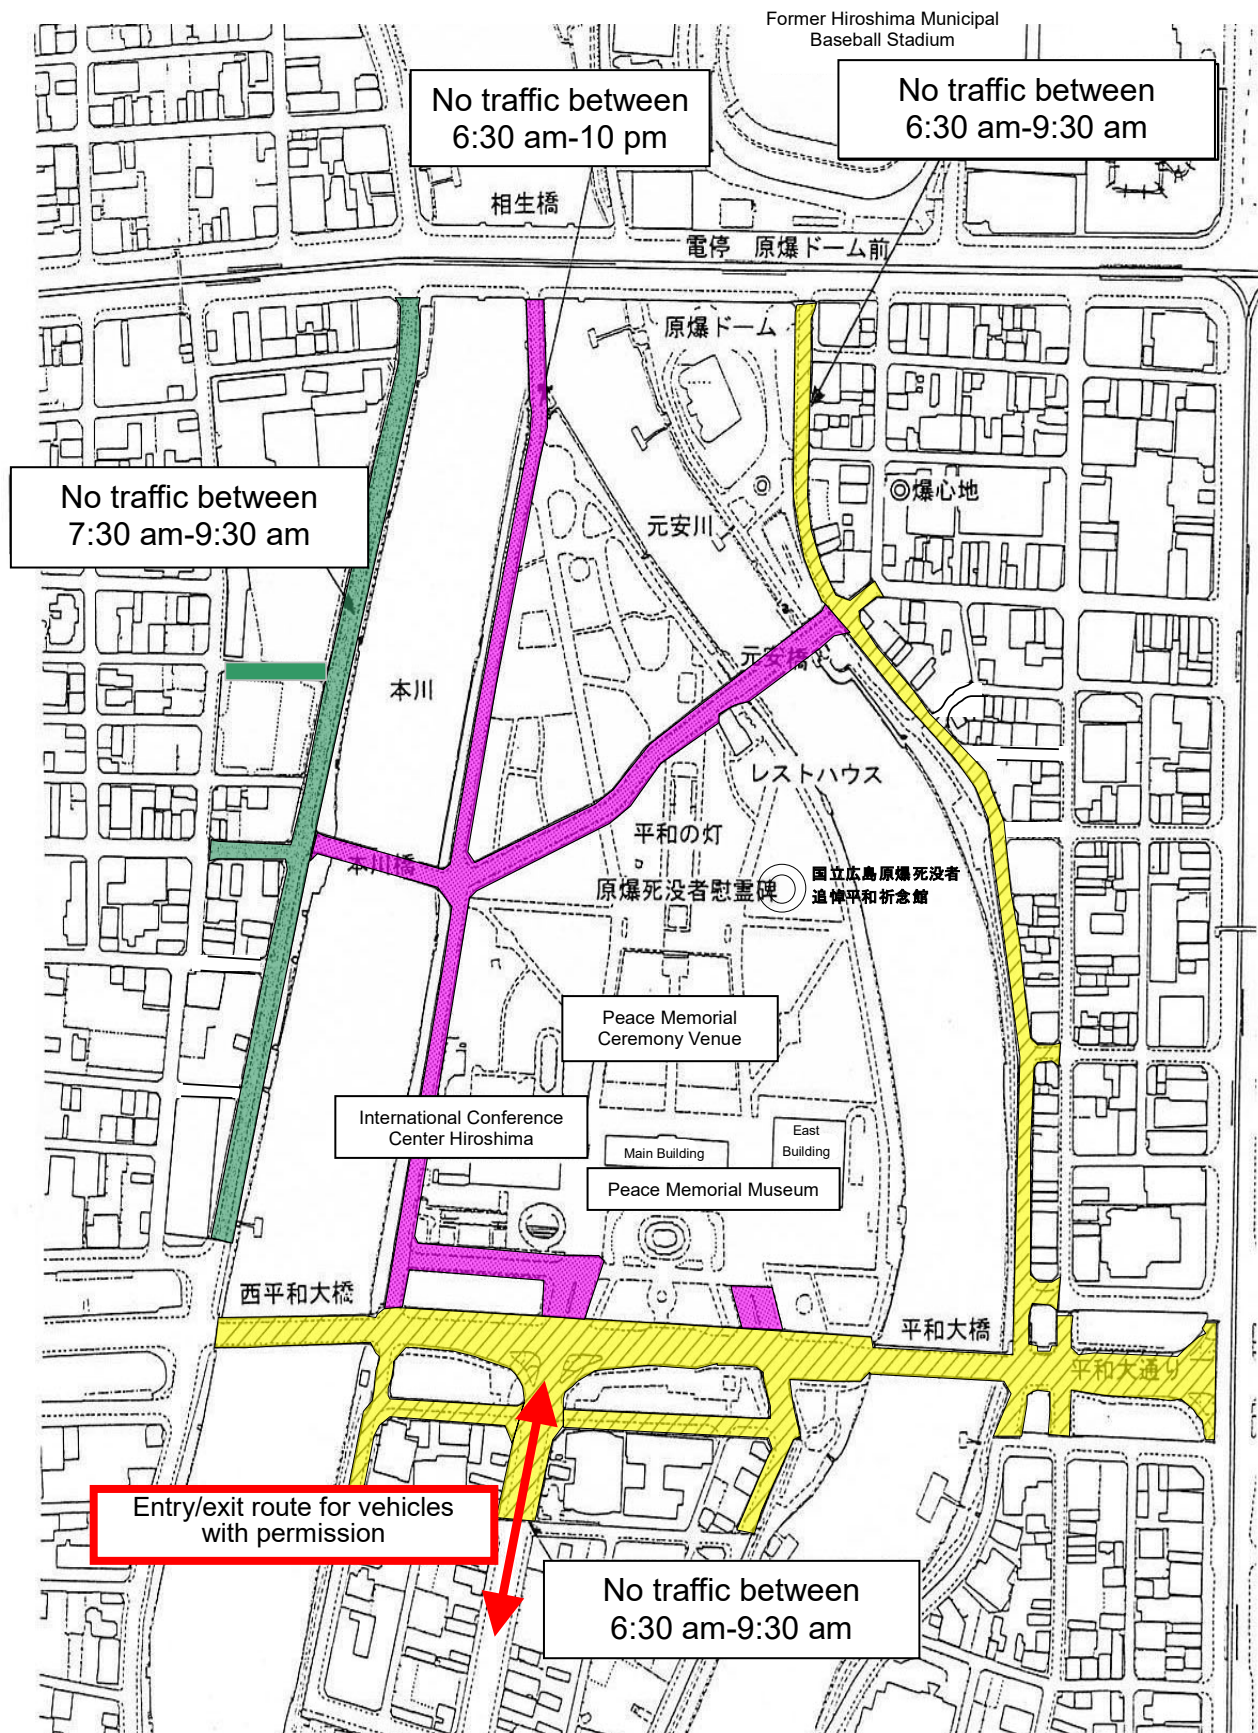 Former Hiroshima Municipal
Baseball Stadium
No traffic between
6:30 am-10 pm
No traffic between
6:30 am-9:30 am
相生橋
電停 原爆ドーム前
原爆ドーム
No traffic between
7:30 am-9:30 am
爆心地
元安川
元安橋
本川
レストハウス
平和の灯
本川橋
国立広島原爆死没者
追悼平和祈念館
原爆死没者慰霊碑
Peace Memorial
Ceremony Venue
International Conference
Center Hiroshima
Main Building
East
Building
Peace Memorial Museum
西平和大橋
平和大橋
平和大通り
Entry/exit route for vehicles
with permission
No traffic between
6:30 am-9:30 am